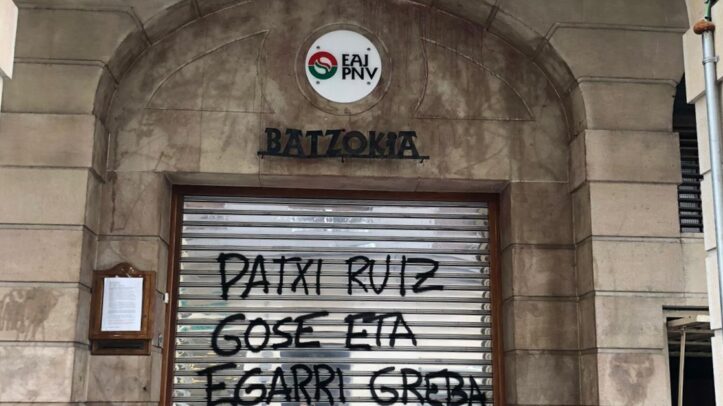 EAJ
PNV
BATZOKIA
PATXI RUIZ
GOSE ETA
EGARRI GREBA